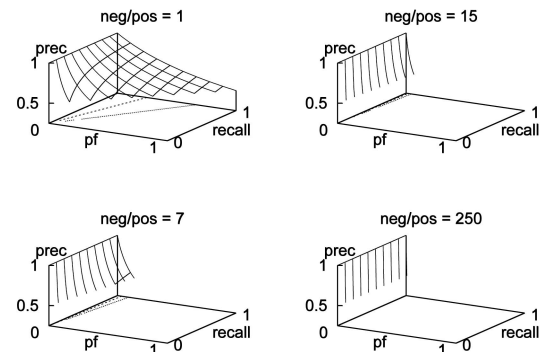 neg/pos = 1
prec
1
0.5
0
pf
1
0
recall
1
neg/pos = 15
prec
1
0.5
0
pf
1
0
recall
1
neg/pos = 7
prec
1
0.5
0
pf
1
0
recall
1
neg/pos = 250
prec
1
0.5
0
pf
1
0
recall
1